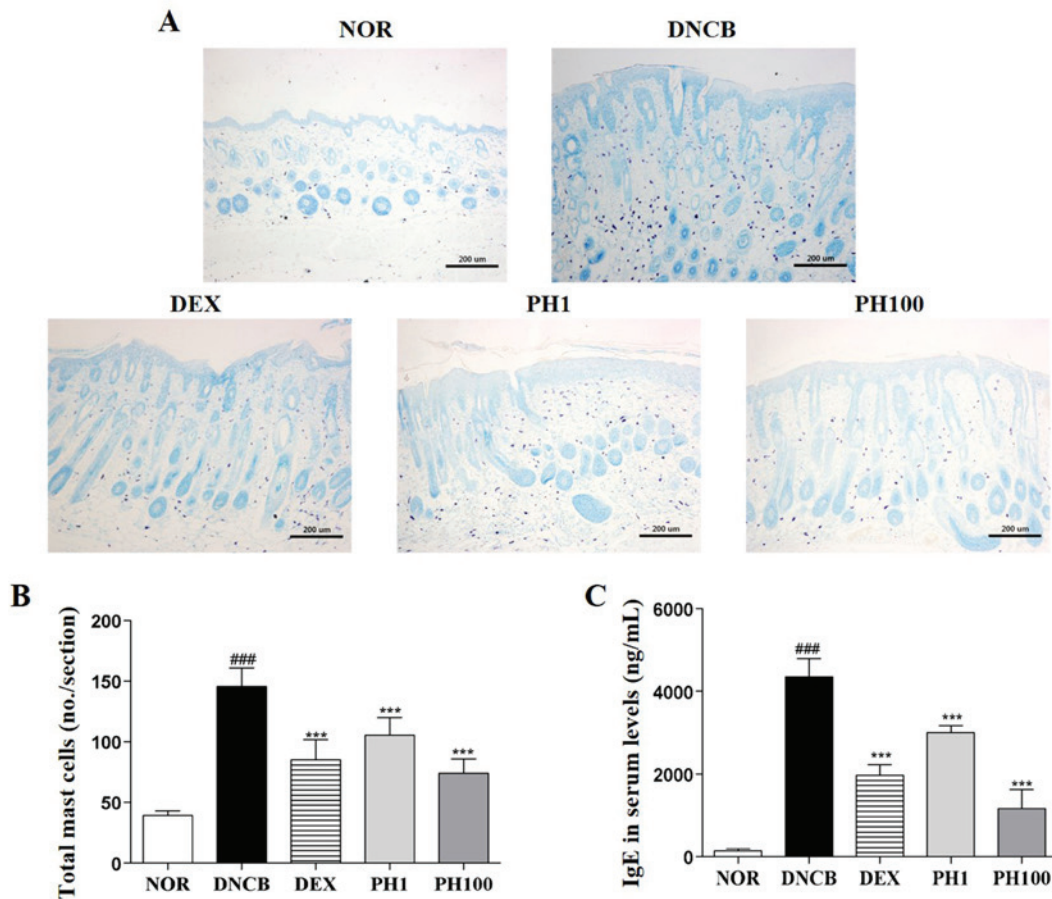 A
NOR
DNCB
200 um
200 um
DEX
PH1
PH100
200 um
200 um
200 um
B
Total mast cells (no./section)
200
150
100
50
0
###
***
***
***
NOR
DNCB
DEX
PH1
PH100
C
IgE in serum levels (ng/mL)
6000
4000
2000
0
###
***
***
***
NOR
DNCB
DEX
PH1
PH100